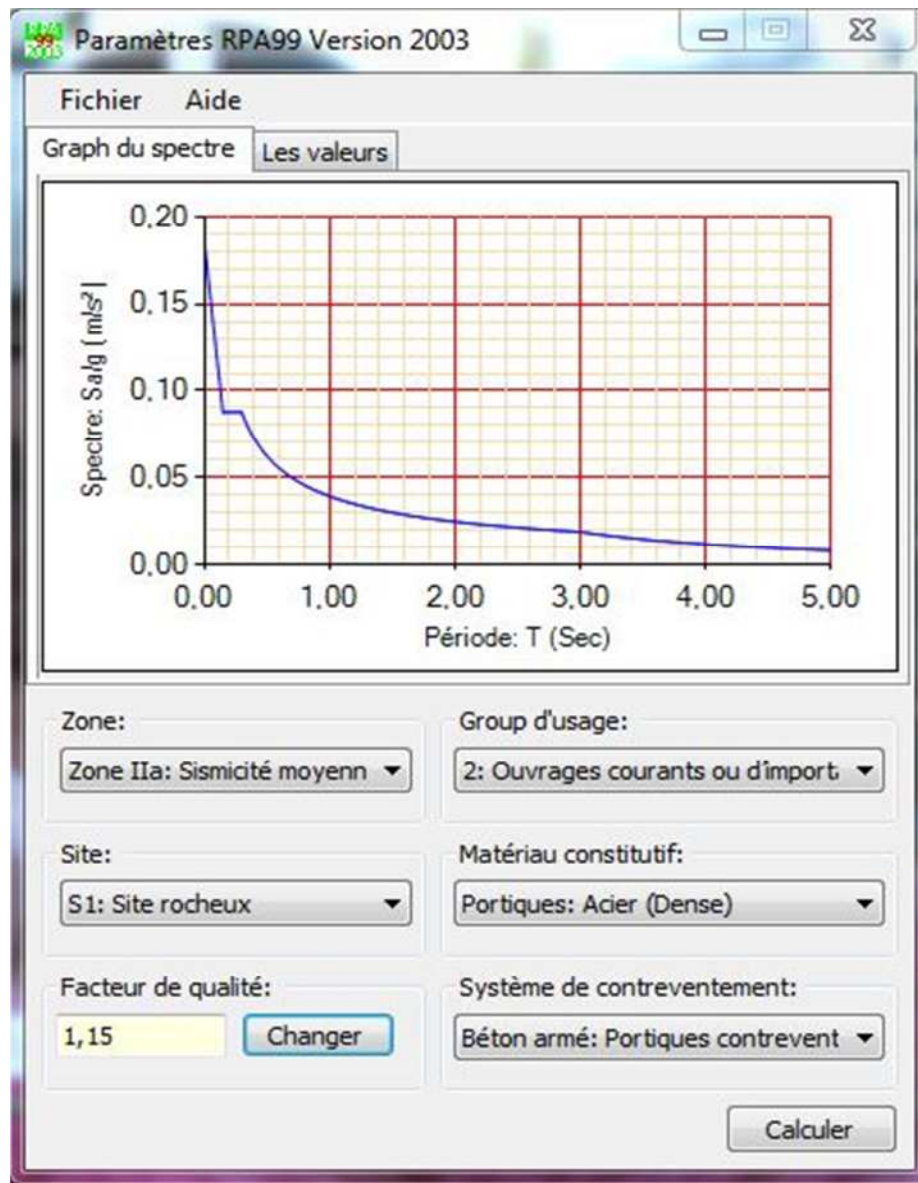 RPA
99
2003
Paramètres RPA99 Version 2003
Fichier Aide
Graph du spectre Les valeurs
Spectre: Sa/g [m/s²]
0,20
0,15
0,10
0,05
0,00
0,00 1,00 2,00 3,00 4,00 5,00
Période: T (Sec)
Zone: Group d'usage:
Zone IIa: Sismicité moyenn 2: Ouvrages courants ou d'import
Site: Matériau constitutif:
S1: Site rocheux Portiques: Acier (Dense)
Facteur de qualité: Système de contreventement:
1,15 Changer Béton armé: Portiques contrevent
Calculer